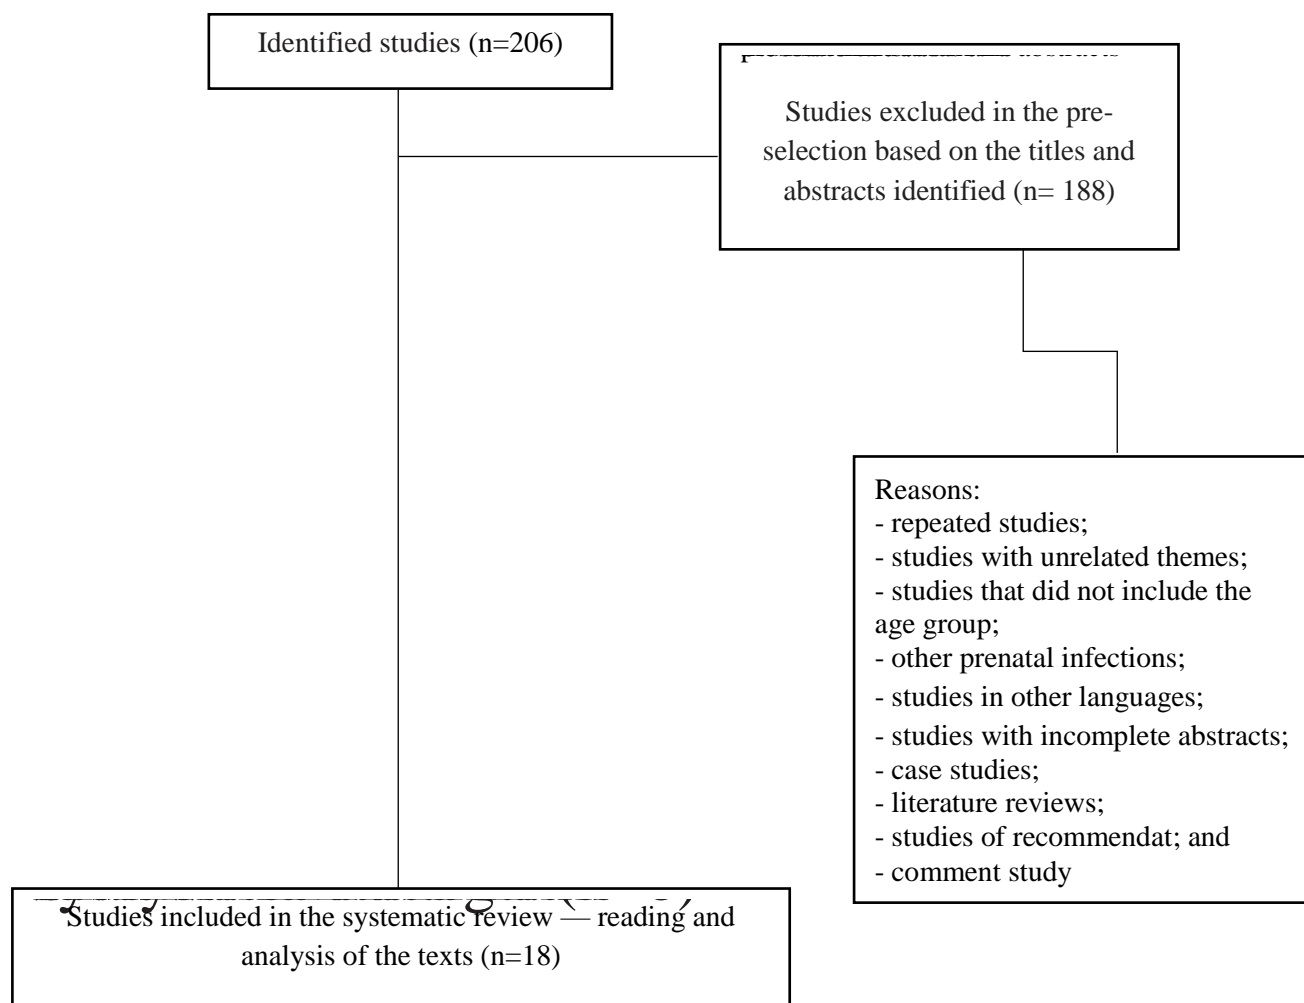 Identified studies (n=206)
abstracts
Studies excluded in the pre-
selection based on the titles and
abstracts identified (n= 188)
Reasons:
- repeated studies;
- studies with unrelated themes;
- studies that did not include the
age group;
- other prenatal infections;
- studies in other languages;
- studies with incomplete abstracts;
- case studies;
- literature reviews;
- studies of recommendat; and
- comment study
Studies included in the systematic review — reading and
analysis of the texts (n=18)